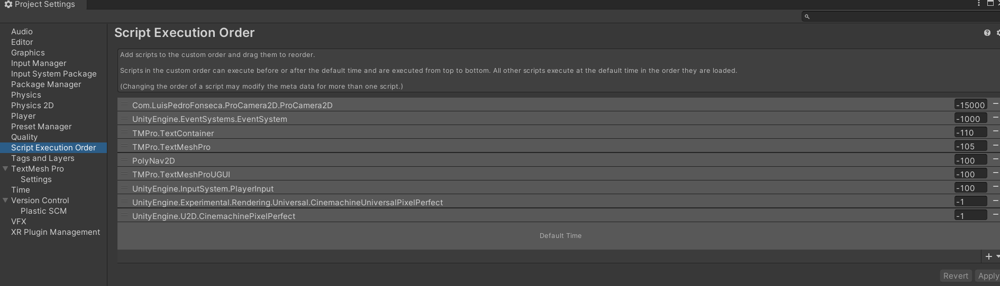 Project Settings
Audio
Editor
Graphics
Input Manager
Input System Package
Package Manager
Physics
Physics 2D
Player
Preset Manager
Quality
Script Execution Order
Tags and Layers
TextMesh Pro
Settings
Time
Version Control
Plastic SCM
VFX
XR Plugin Management
Script Execution Order
Add scripts to the custom order and drag them to reorder.
Scripts in the custom order can execute before or after the default time and are executed from top to bottom. All other scripts execute at the default time in the order they are loaded.
(Changing the order of a script may modify the meta data for more than one script.)
Com.LuisPedroFonseca.ProCamera2D.ProCamera2D -15000
UnityEngine.EventSystems.EventSystem -1000
TMPro.TextContainer -110
TMPro.TextMeshPro -105
PolyNav2D -100
TMPro.TextMeshProUGUI -100
UnityEngine.InputSystem.PlayerInput -100
UnityEngine.Experimental.Rendering.Universal.CinemachineUniversalPixelPerfect -1
UnityEngine.U2D.CinemachinePixelPerfect -1
Default Time
Revert Apply